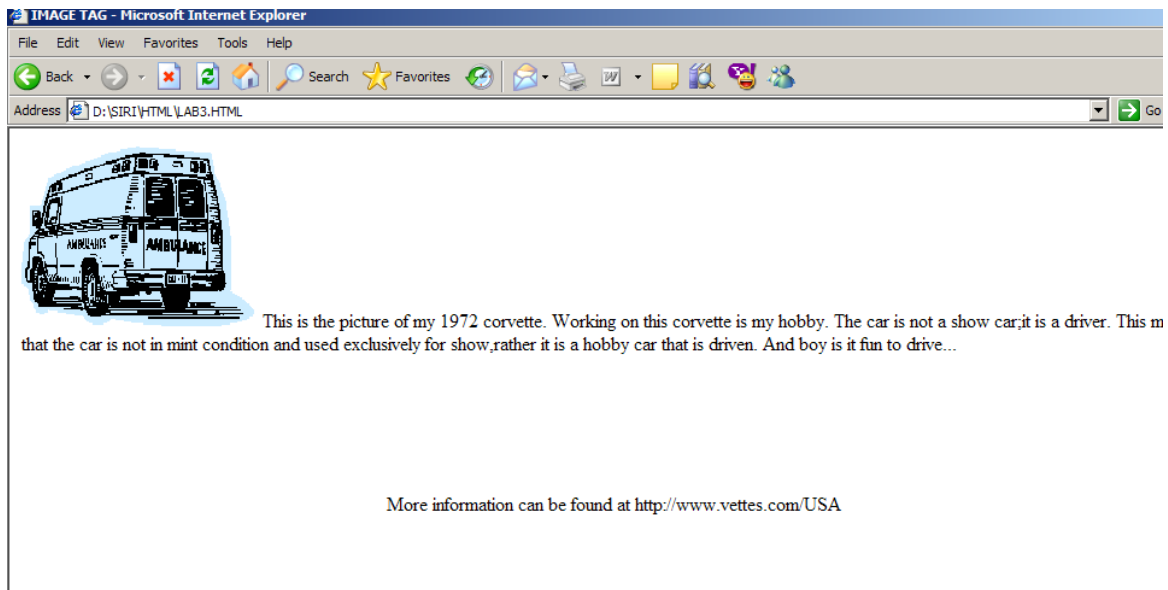 IMAGE TAG - Microsoft Internet Explorer
File Edit View Favorites Tools Help
Back Search Favorites
Address D:\SIRI\HTML\LAB3.HTML Go
AMBULANCE AMBULANCE
This is the picture of my 1972 corvette. Working on this corvette is my hobby. The car is not a show car;it is a driver. This m
that the car is not in mint condition and used exclusively for show,rather it is a hobby car that is driven. And boy is it fun to drive...
More information can be found at http://www.vettes.com/USA